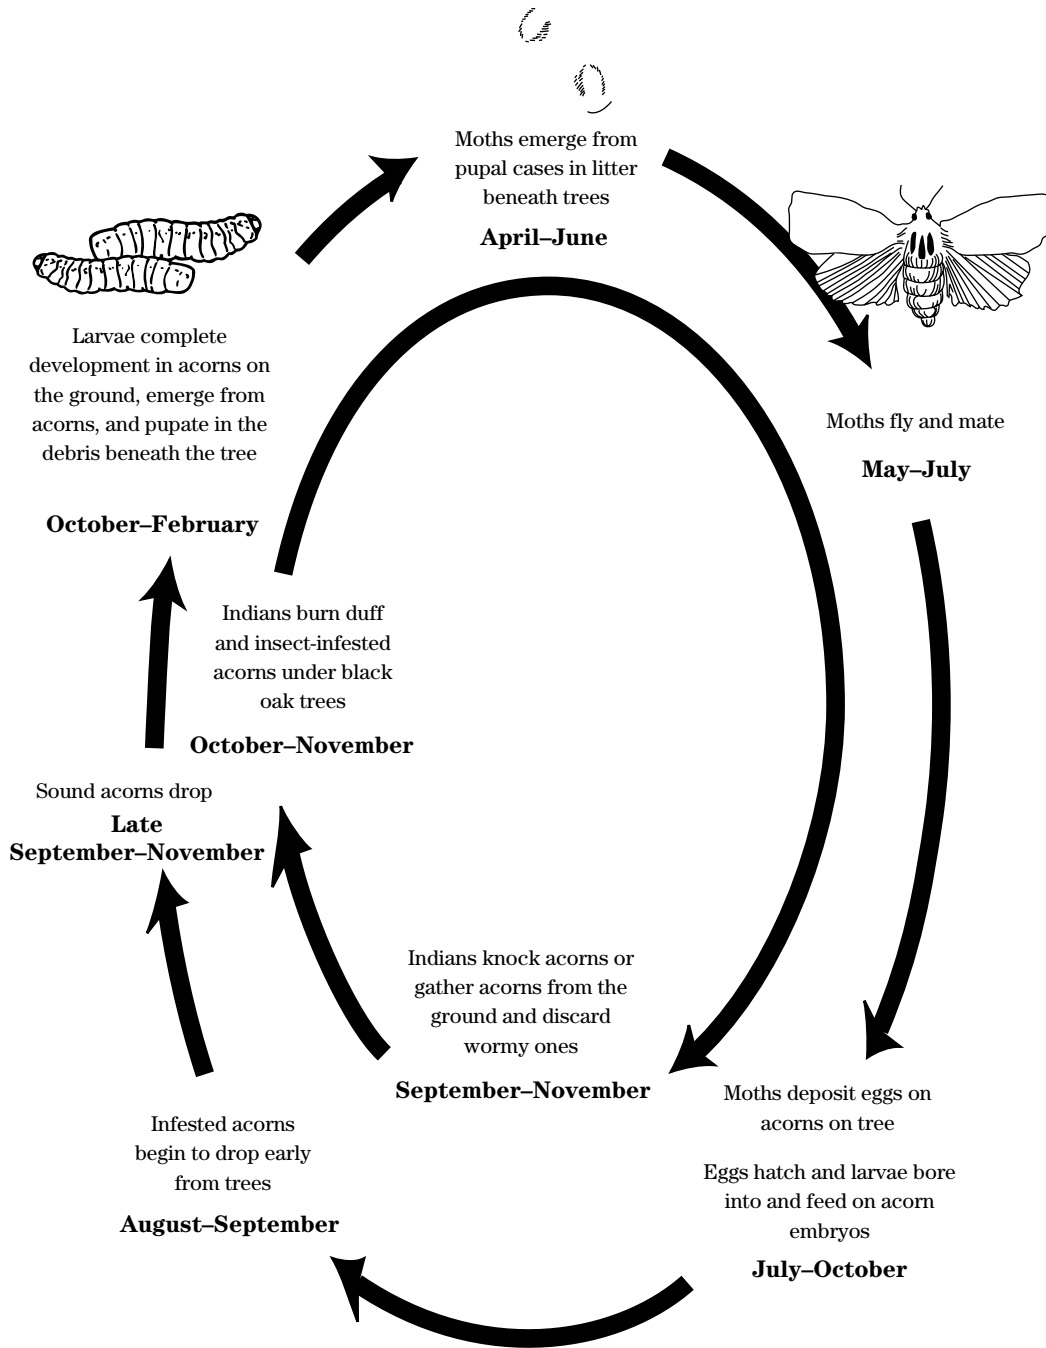 Moths emerge from
pupal cases in litter
beneath trees
April–June
Moths fly and mate
May–July
Moths deposit eggs on
acorns on tree
Eggs hatch and larvae bore
into and feed on acorn
embryos
July–October
Infested acorns
begin to drop early
from trees
August–September
Sound acorns drop
Late
September–November
Larvae complete
development in acorns on
the ground, emerge from
acorns, and pupate in the
debris beneath the tree
October–February
Indians burn duff
and insect-infested
acorns under black
oak trees
October–November
Indians knock acorns or
gather acorns from the
ground and discard
wormy ones
September–November